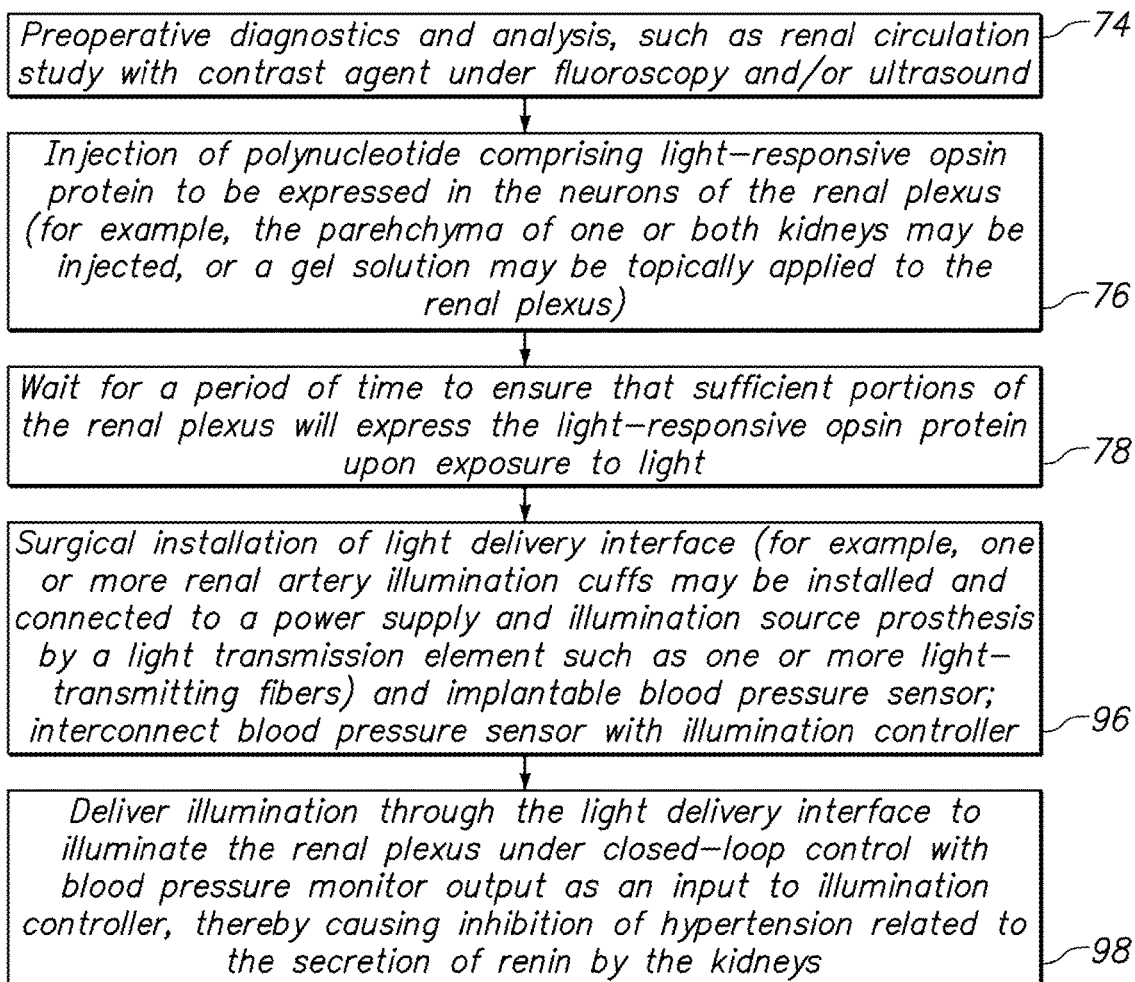 Preoperative diagnostics and analysis, such as renal circulation
study with contrast agent under fluoroscopy and/or ultrasound
74
Injection of polynucleotide comprising light-responsive opsin
protein to be expressed in the neurons of the renal plexus
(for example, the parehchyma of one or both kidneys may be
injected, or a gel solution may be topically applied to the
renal plexus)
76
Wait for a period of time to ensure that sufficient portions of
the renal plexus will express the light-responsive opsin protein
upon exposure to light
78
Surgical installation of light delivery interface (for example, one
or more renal artery illumination cuffs may be installed and
connected to a power supply and illumination source prosthesis
by a light transmission element such as one or more light-
transmitting fibers) and implantable blood pressure sensor;
interconnect blood pressure sensor with illumination controller
96
Deliver illumination through the light delivery interface to
illuminate the renal plexus under closed-loop control with
blood pressure monitor output as an input to illumination
controller, thereby causing inhibition of hypertension related to
the secretion of renin by the kidneys
98